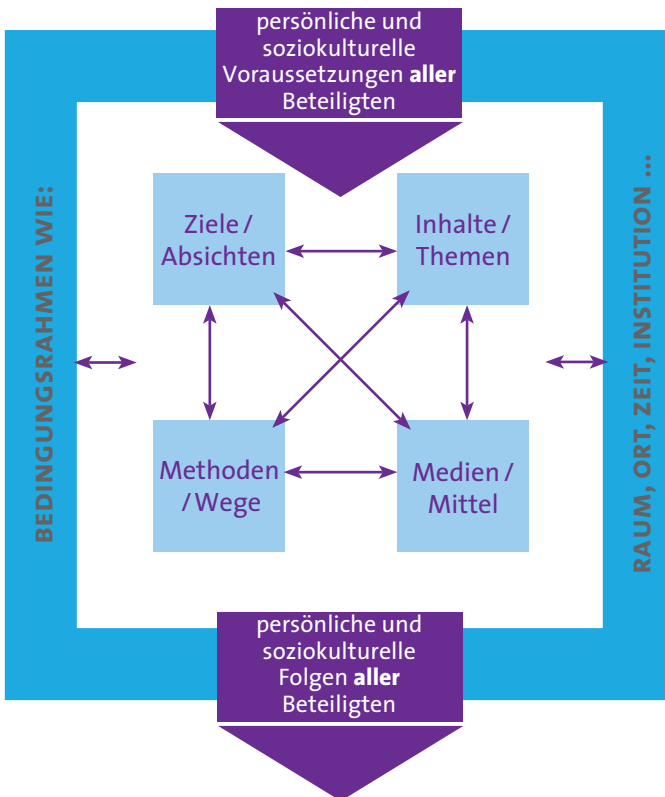 persönliche und
soziokulturelle
Voraussetzungen aller
Beteiligten
BEDINGUNGSRAHMEN WIE:
Ziele /
Absichten
Inhalte /
Themen
Methoden
/ Wege
Medien /
Mittel
RAUM, ORT, ZEIT, INSTITUTION ...
persönliche und
soziokulturelle
Folgen aller
Beteiligten